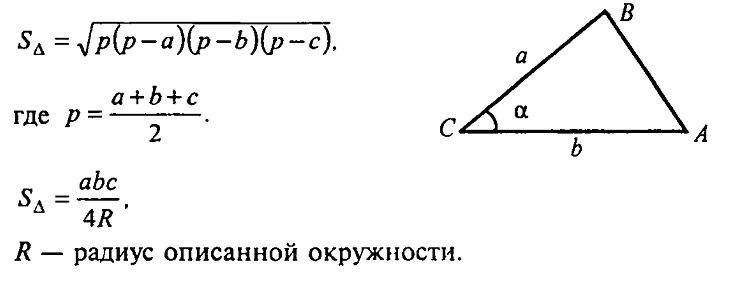 S_Δ = √p(p−a)(p−b)(p−c),
где p = (a+b+c)/2.
S_Δ = abc/4R,
R — радиус описанной окружности.
B
a
α
C
A
b